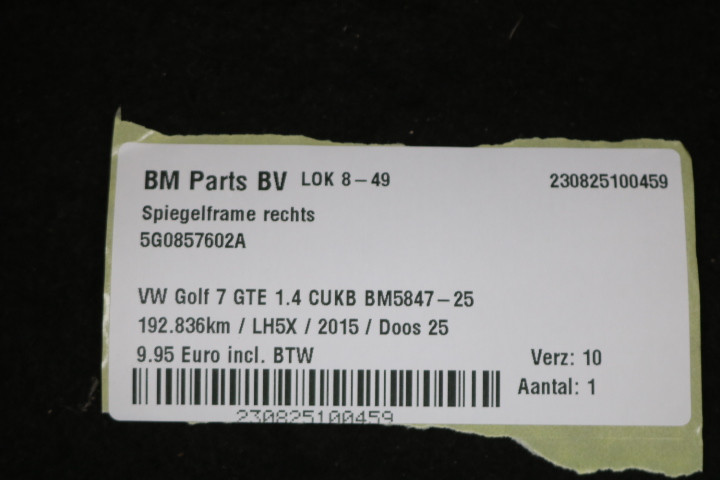 BM Parts BV LOK 8-49 230825100459
Spiegelframe rechts
5G0857602A
VW Golf 7 GTE 1.4 CUKB BM5847-25
192.836km / LH5X / 2015 / Doos 25
9.95 Euro incl. BTW Verz: 10
Aantal: 1
230825100459